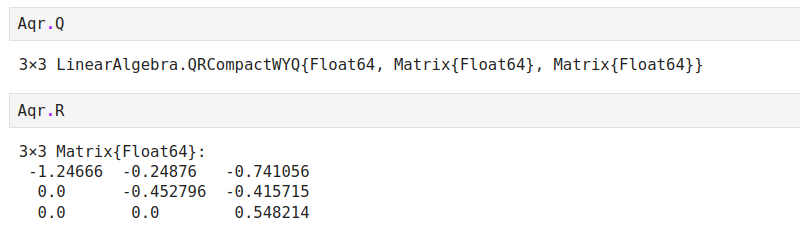 Aqr.Q
3×3 LinearAlgebra.QRCompactWYQ{Float64, Matrix{Float64}, Matrix{Float64}}
Aqr.R
3×3 Matrix{Float64}:
 -1.24666  -0.24876   -0.741056
  0.0      -0.452796  -0.415715
  0.0       0.0        0.548214